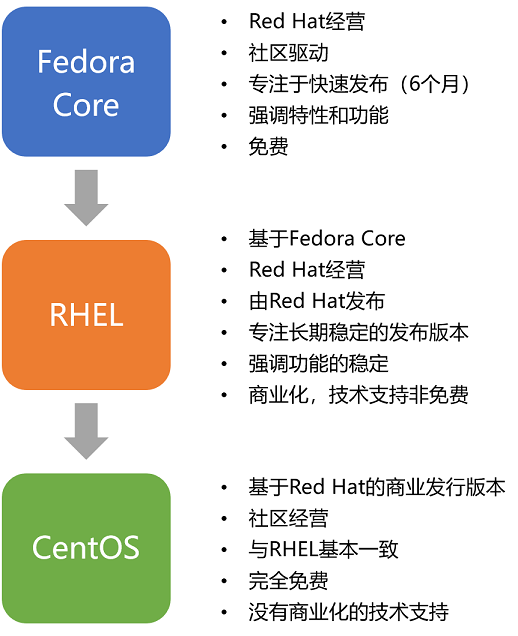 Fedora
Core
• Red Hat经营
• 社区驱动
• 专注于快速发布（6个月）
• 强调特性和功能
• 免费
RHEL
• 基于Fedora Core
• Red Hat经营
• 由Red Hat发布
• 专注长期稳定的发布版本
• 强调功能的稳定
• 商业化，技术支持非免费
CentOS
• 基于Red Hat的商业发行版本
• 社区经营
• 与RHEL基本一致
• 完全免费
• 没有商业化的技术支持